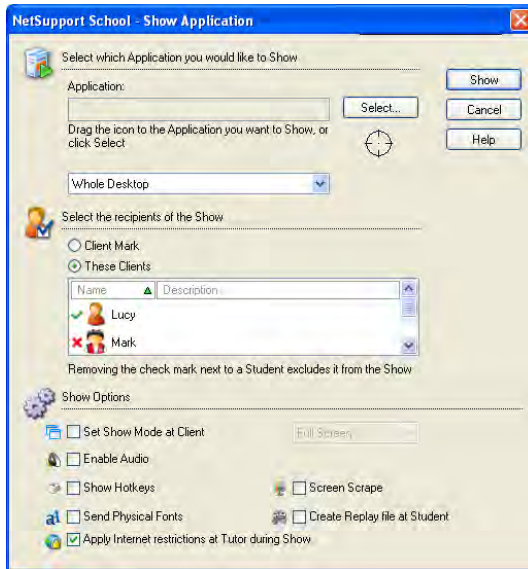 NetSupport School - Show Application
Select which Application you would like to Show
Application:
Show
Select...
Cancel
Drag the icon to the Application you want to Show, or
click Select
Help
Whole Desktop
Select the recipients of the Show
Client Mark
These Clients
Name Description
Lucy
Mark
Removing the check mark next to a Student excludes it from the Show
Show Options
Set Show Mode at Client Full Screen
Enable Audio
Show Hotkeys Screen Scrape
Send Physical Fonts Create Replay file at Student
Apply Internet restrictions at Tutor during Show